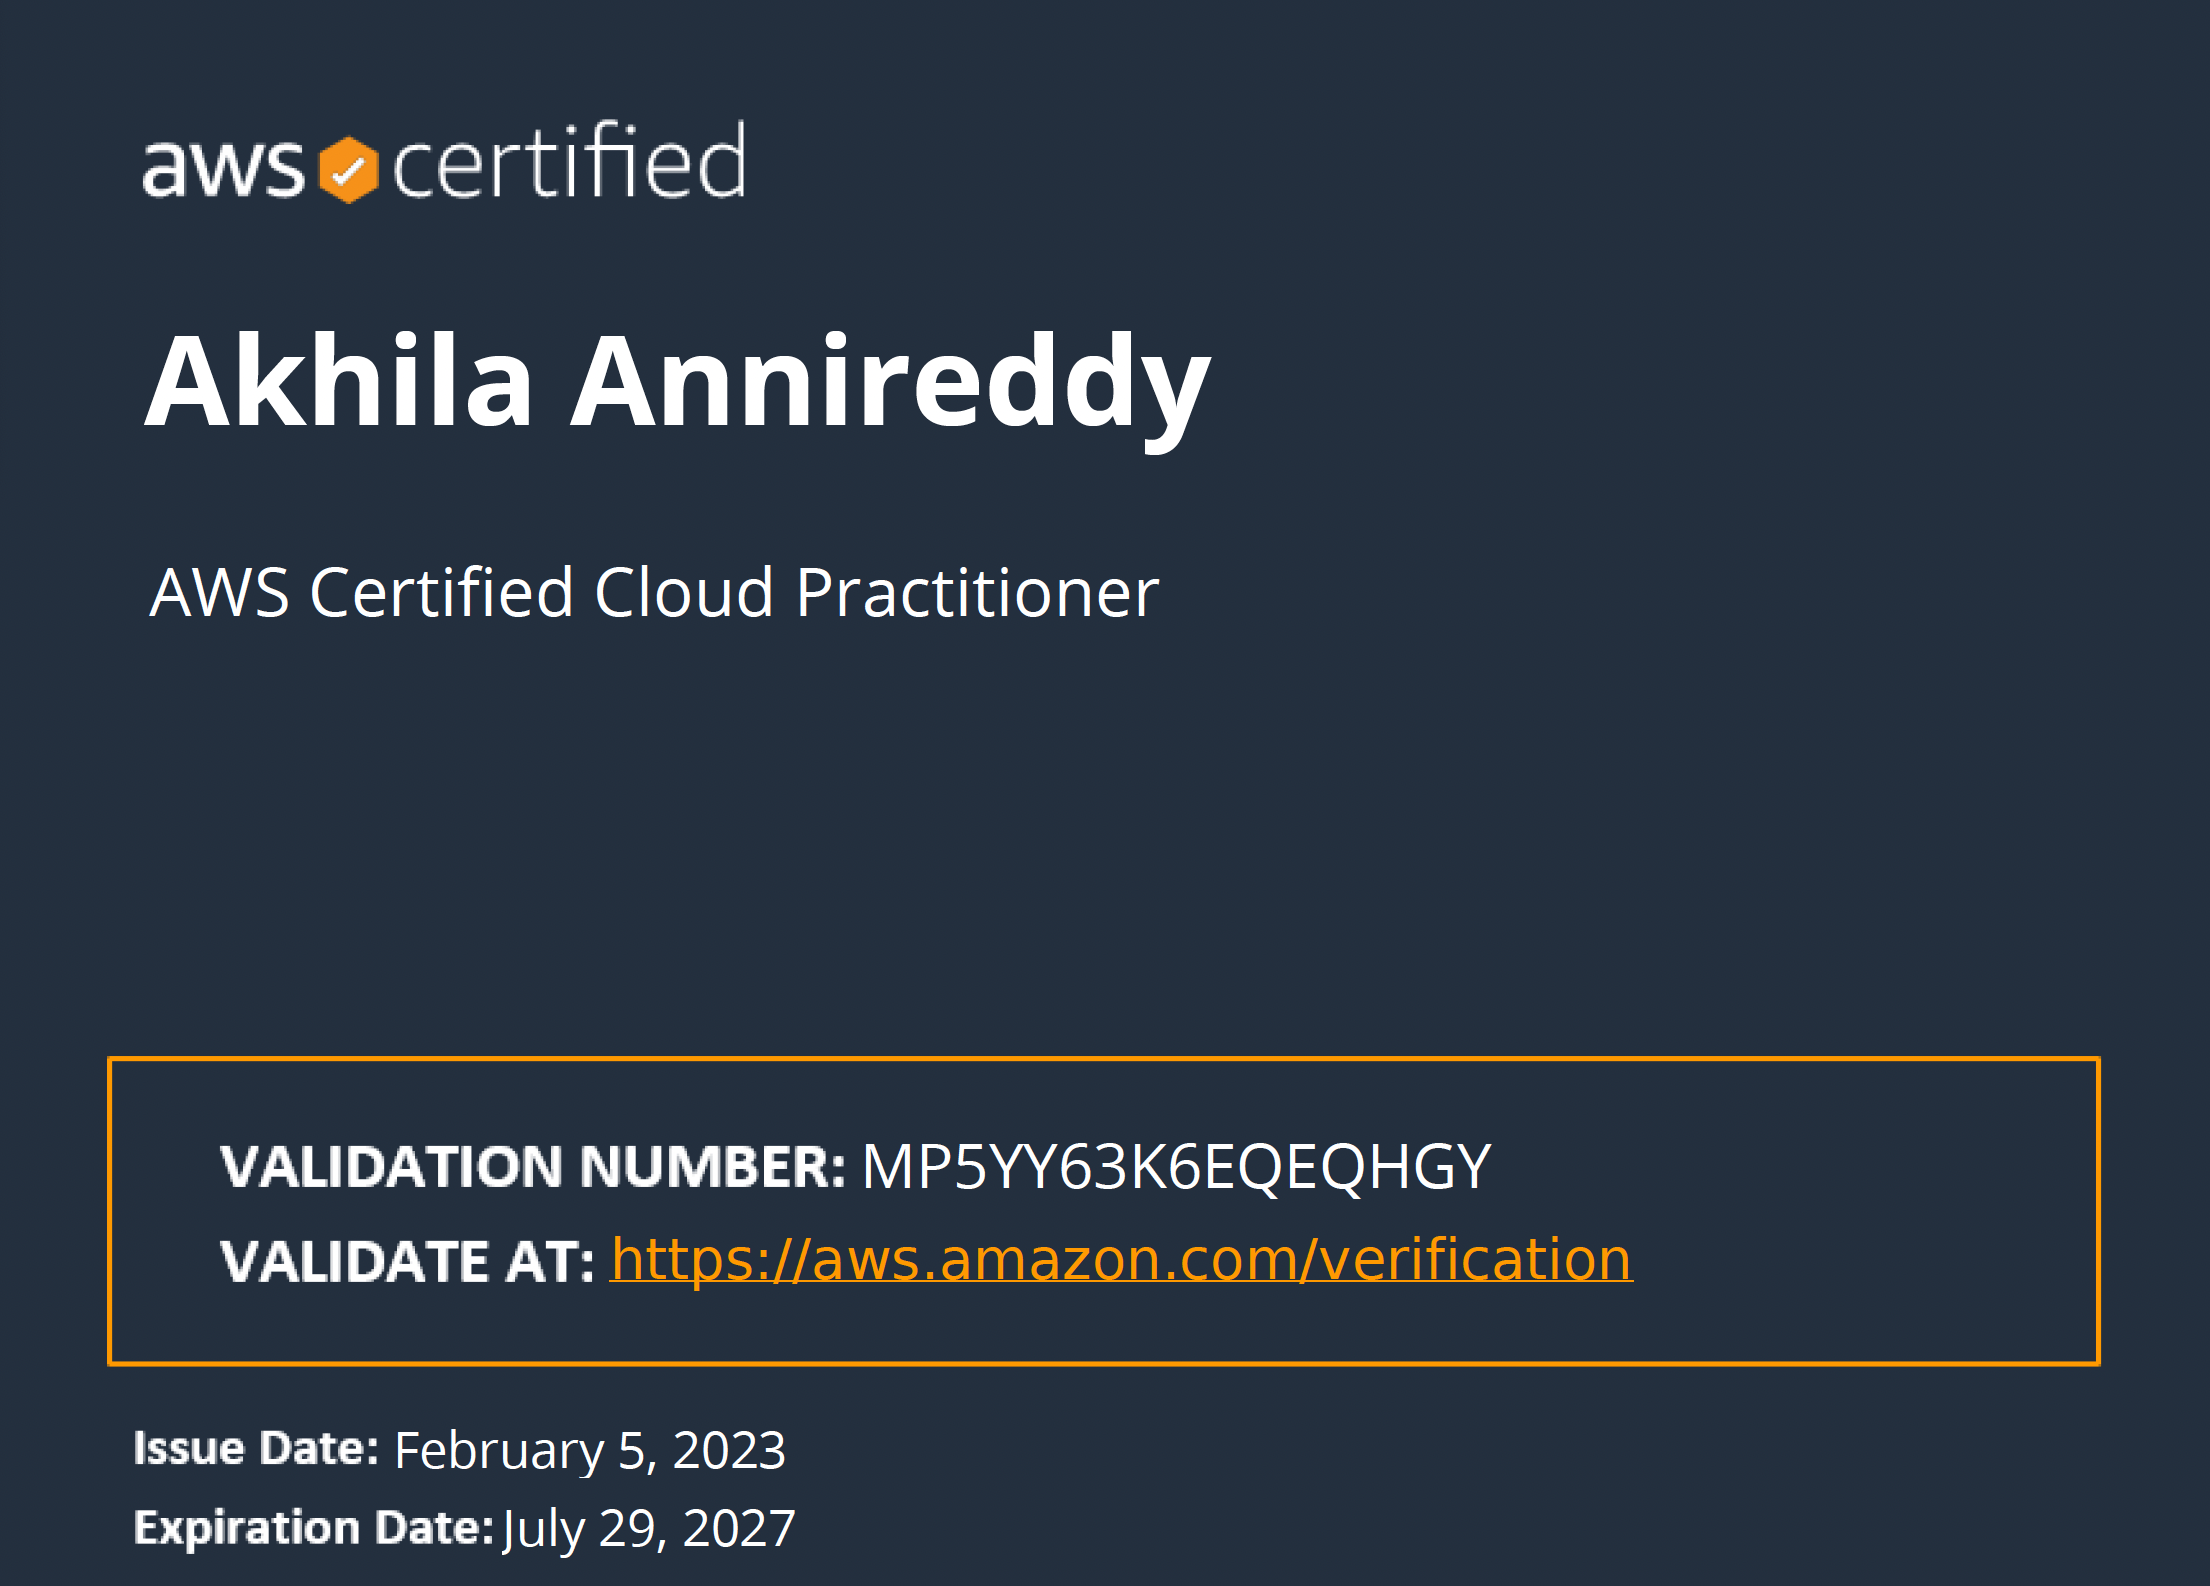 aws certified
Akhila Annireddy
AWS Certified Cloud Practitioner
VALIDATION NUMBER: MP5YY63K6EQEQHGY
VALIDATE AT: https://aws.amazon.com/verification
Issue Date: February 5, 2023
Expiration Date: July 29, 2027